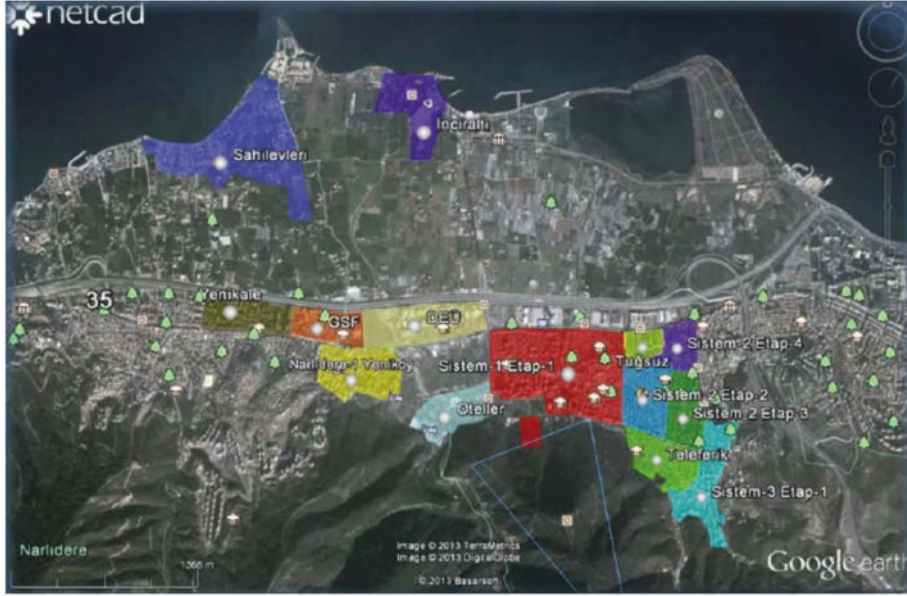 netcad
İnciraltı
Sahilevleri
35
Yenikale
GSF
DEU
Narlıdere-1 Yeniköy
Sistem-1 Etap-1
Tuğsuz
Sistem-2 Etap-4
Oteller
Sistem-2 Etap-2
Sistem-2 Etap-3
Teleferik
Sistem-3 Etap-1
Narlıdere
1366 m
Image © 2013 TerraMetrics
Image © 2013 DigitalGlobe
© 2013 Basarsoft
Google earth